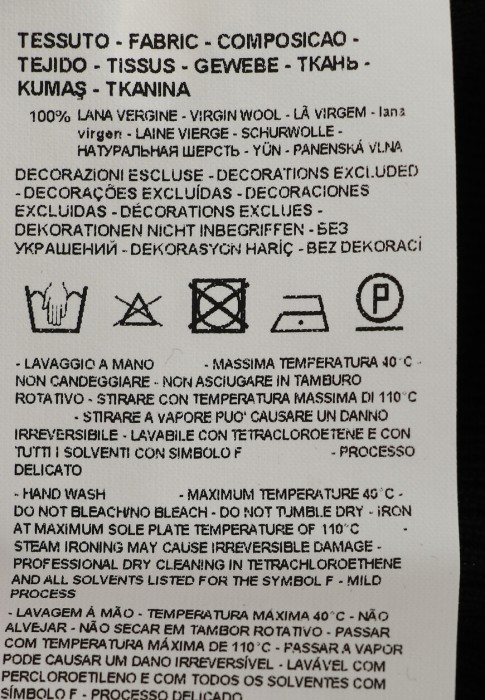 TESSUTO - FABRIC - COMPOSICAO -
TEJIDO - TISSUS - GEWEBE - ТКАНЬ -
KUMAŞ - TKANINA
100% LANA VERGINE - VIRGIN WOOL - LÃ VIRGEM - lana
virgen - LAINE VIERGE - SCHURWOLLE -
НАТУРАЛЬНАЯ ШЕРСТЬ - YÜN - PANENSKÁ VLNA
DECORAZIONI ESCLUSE - DECORATIONS EXCLUDED
- DECORAÇÕES EXCLUÍDAS - DECORACIONES
EXCLUIDAS - DÉCORATIONS EXCLUES -
DEKORATIONEN NICHT INBEGRIFFEN - БЕЗ
УКРАШЕНИЙ - DEKORASYON HARİÇ - BEZ DEKORACÍ
P
- LAVAGGIO A MANO - MASSIMA TEMPERATURA 40°C -
NON CANDEGGIARE - NON ASCIUGARE IN TAMBURO
ROTATIVO - STIRARE CON TEMPERATURA MASSIMA DI 110°C
- STIRARE A VAPORE PUO' CAUSARE UN DANNO
IRREVERSIBILE - LAVABILE CON TETRACLOROETENE E CON
TUTTI I SOLVENTI CON SIMBOLO F - PROCESSO
DELICATO
- HAND WASH - MAXIMUM TEMPERATURE 40°C -
DO NOT BLEACH/NO BLEACH - DO NOT TUMBLE DRY - IRON
AT MAXIMUM SOLE PLATE TEMPERATURE OF 110°C -
STEAM IRONING MAY CAUSE IRREVERSIBLE DAMAGE -
PROFESSIONAL DRY CLEANING IN TETRACHLOROETHENE
AND ALL SOLVENTS LISTED FOR THE SYMBOL F - MILD
PROCESS
- LAVAGEM À MÃO - TEMPERATURA MÁXIMA 40°C - NÃO
ALVEJAR - NÃO SECAR EM TAMBOR ROTATIVO - PASSAR
COM TEMPERATURA MÁXIMA DE 110°C - PASSAR A VAPOR
PODE CAUSAR UM DANO IRREVERSÍVEL - LAVÁVEL COM
PERCLOROETILENO E COM TODOS OS SOLVENTES COM
SÍMBOLO F - PROCESSO DELICADO